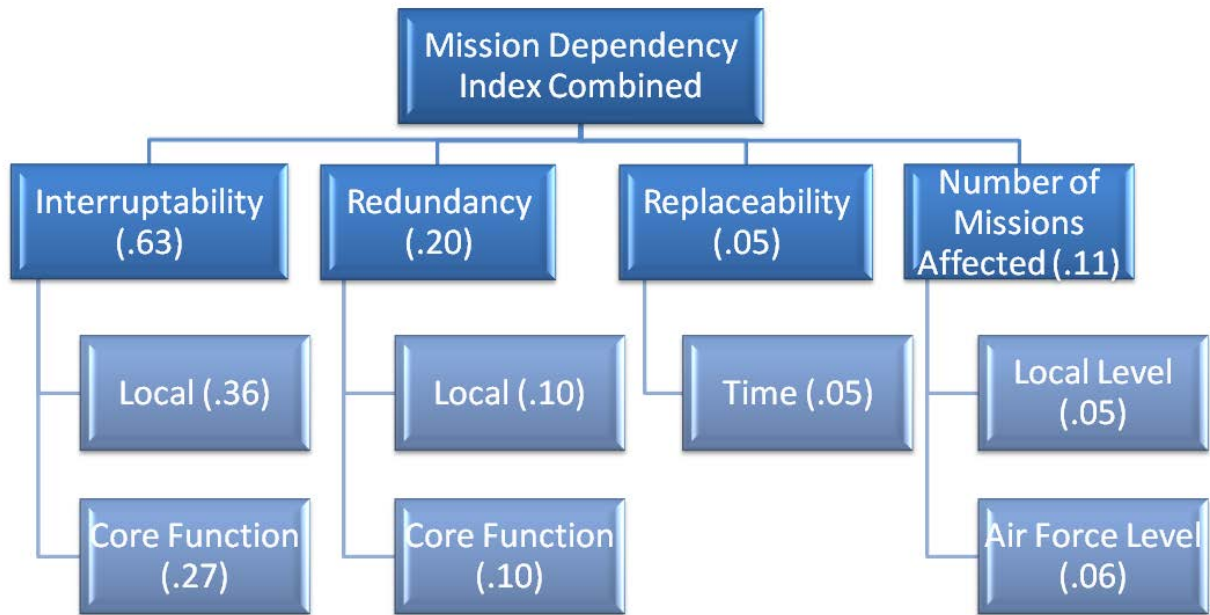 Mission Dependency
Index Combined
Interruptability
(.63)
Redundancy
(.20)
Replaceability
(.05)
Number of
Missions
Affected (.11)
Local (.36)
Local (.10)
Time (.05)
Local Level
(.05)
Core Function
(.27)
Core Function
(.10)
Air Force Level
(.06)